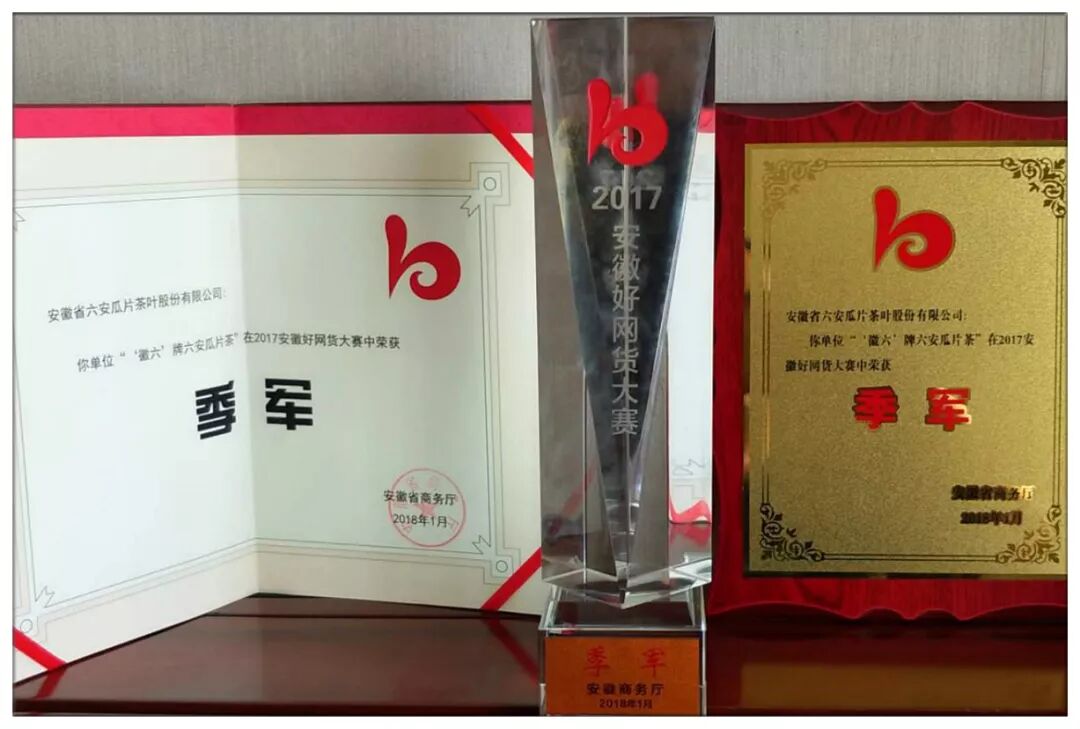 安徽省六安瓜片茶叶股份有限公司:
你单位“‘徽六’牌六安瓜片茶”在2017安徽好网货大赛中荣获
季军
安徽省商务厅
2018年1月
2017
安徽好网货大赛
季军
安徽商务厅
2018年1月
安徽省六安瓜片茶叶股份有限公司:
你单位“‘徽六’牌六安瓜片茶”在2017安
徽好网货大赛中荣获
季军
安徽省商务厅
2018年1月